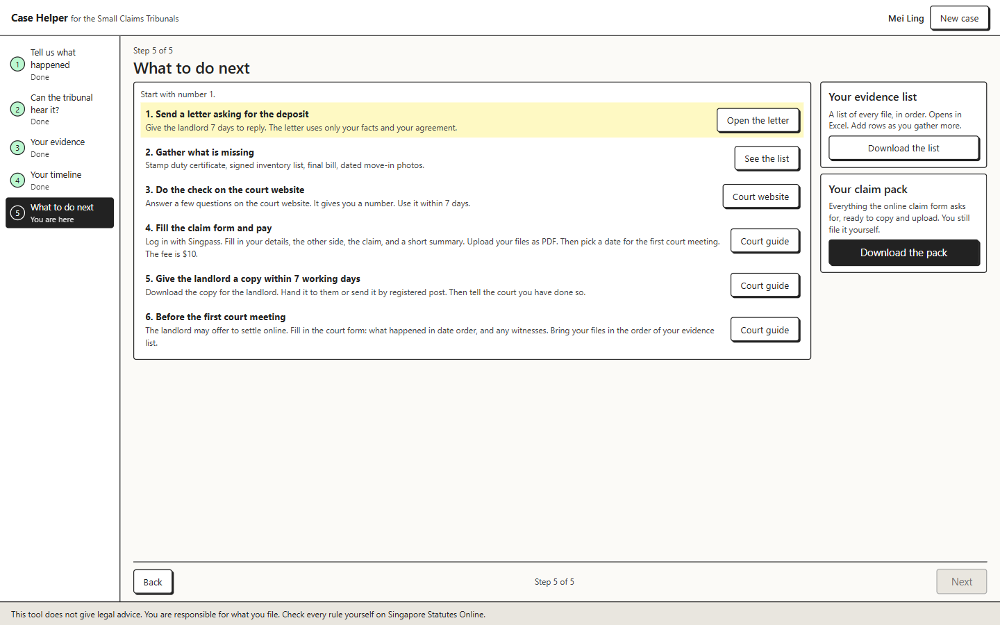 Case Helper for the Small Claims Tribunals
Mei Ling
New case
1
Tell us what
happened
Done
2
Can the tribunal
hear it?
Done
3
Your evidence
Done
4
Your timeline
Done
5
What to do next
You are here
Step 5 of 5
What to do next
Start with number 1.
1. Send a letter asking for the deposit
Give the landlord 7 days to reply. The letter uses only your facts and your agreement.
Open the letter
2. Gather what is missing
Stamp duty certificate, signed inventory list, final bill, dated move-in photos.
See the list
3. Do the check on the court website
Answer a few questions on the court website. It gives you a number. Use it within 7 days.
Court website
4. Fill the claim form and pay
Log in with Singpass. Fill in your details, the other side, the claim, and a short summary. Upload your files as PDF. Then pick a date for the first court meeting.
The fee is $10.
Court guide
5. Give the landlord a copy within 7 working days
Download the copy for the landlord. Hand it to them or send it by registered post. Then tell the court you have done so.
Court guide
6. Before the first court meeting
The landlord may offer to settle online. Fill in the court form: what happened in date order, and any witnesses. Bring your files in the order of your evidence
list.
Court guide
Your evidence list
A list of every file, in order. Opens in
Excel. Add rows as you gather more.
Download the list
Your claim pack
Everything the online claim form asks
for, ready to copy and upload. You still
file it yourself.
Download the pack
Back
Step 5 of 5
Next
This tool does not give legal advice. You are responsible for what you file. Check every rule yourself on Singapore Statutes Online.